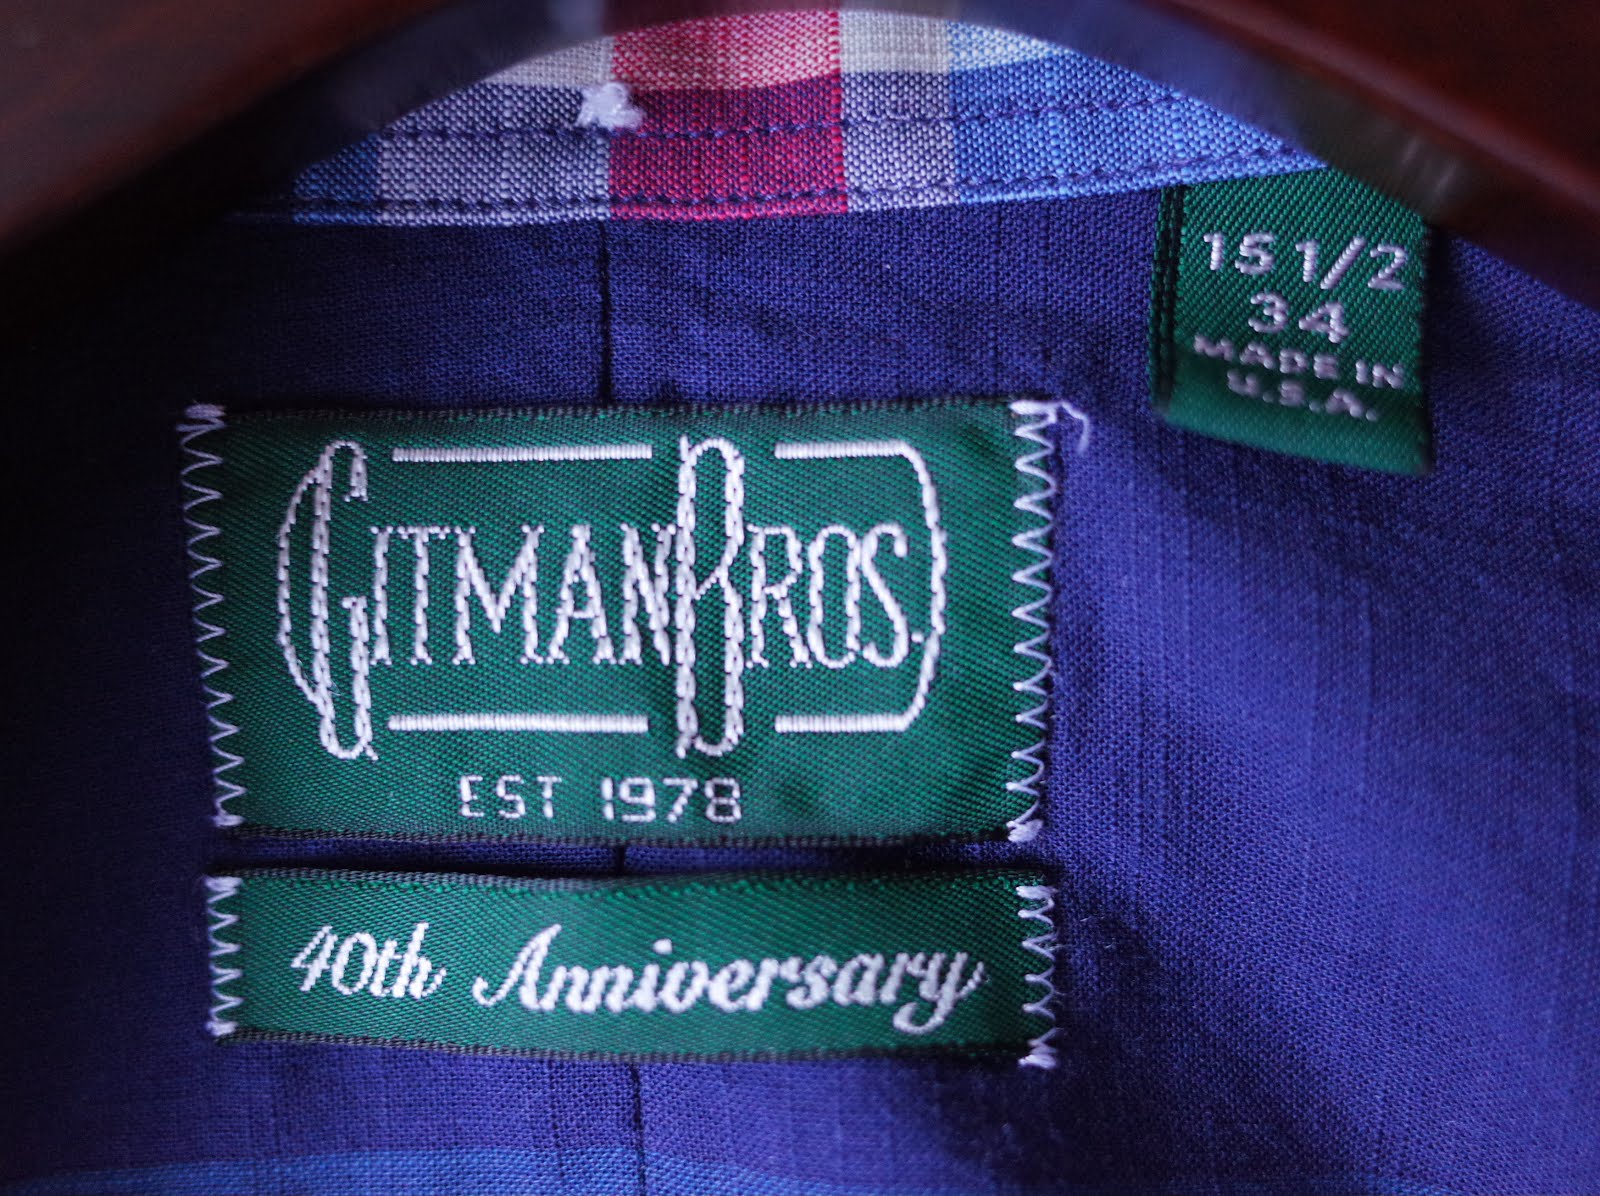 15 1/2
34
MADE IN
U.S.A.
GITMAN BROS.
EST 1978
40th Anniversary